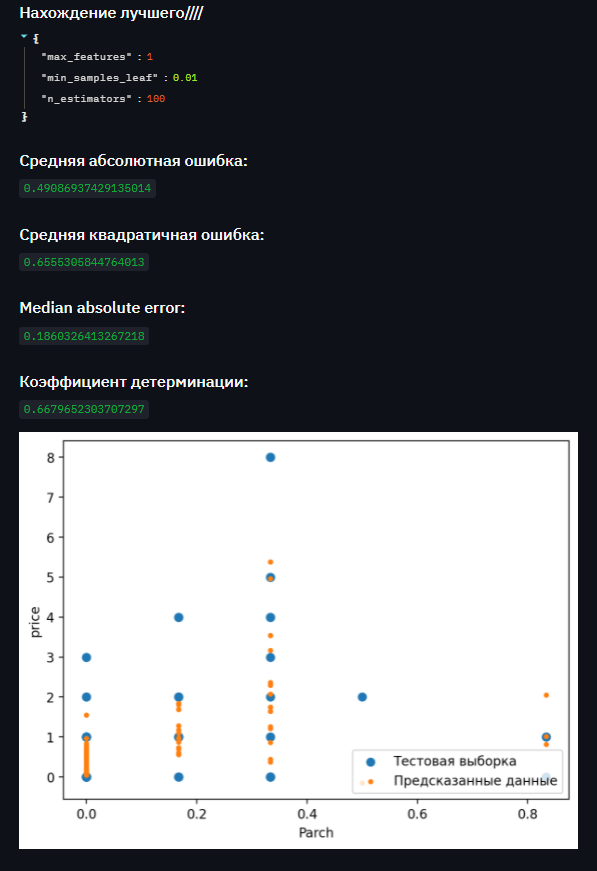 Нахождение лучшего////
{
"max_features" : 1
"min_samples_leaf" : 0.01
"n_estimators" : 100
}
Средняя абсолютная ошибка:
0.49086937429135014
Средняя квадратичная ошибка:
0.6555305844764013
Median absolute error:
0.1860326413267218
Коэффициент детерминации:
0.6679652303707297
8
7
6
5
4
3
2
1
0
price
Тестовая выборка
Предсказанные данные
0.0 0.2 0.4 0.6 0.8
Parch